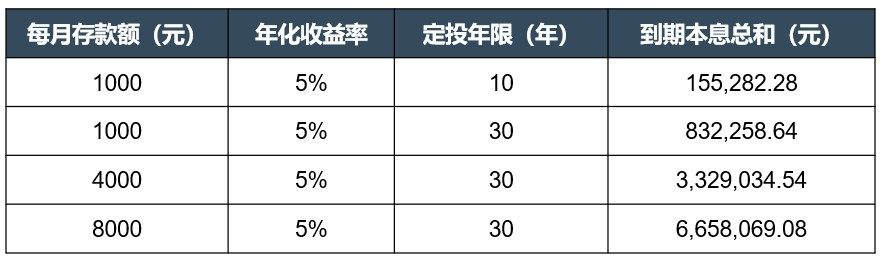 每月存款额（元） 年化收益率 定投年限（年） 到期本息总和（元）
1000 5% 10 155,282.28
1000 5% 30 832,258.64
4000 5% 30 3,329,034.54
8000 5% 30 6,658,069.08